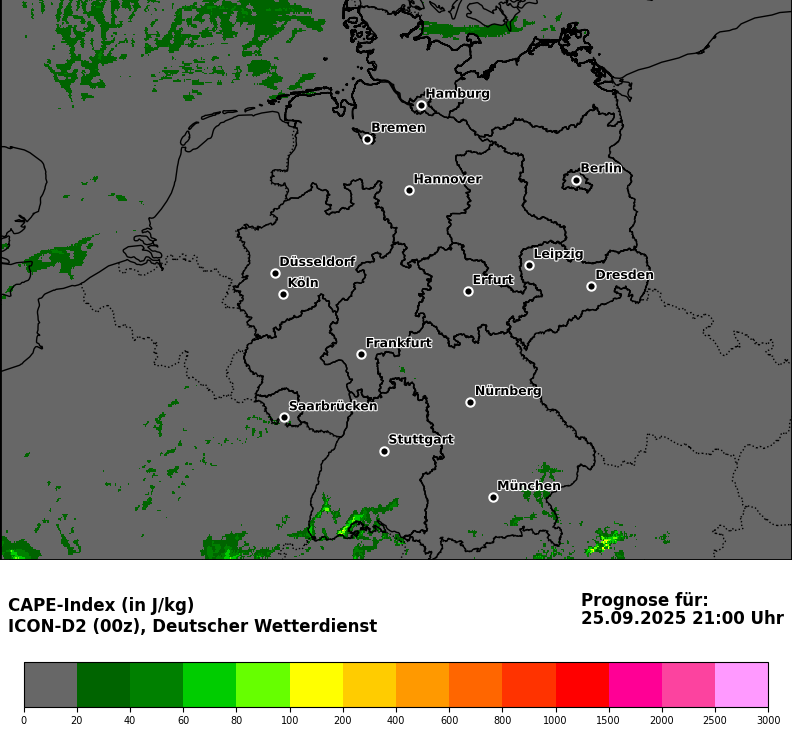 Hamburg
Bremen
Berlin
Hannover
Leipzig
Düsseldorf
Dresden
Köln
Erfurt
Frankfurt
Nürnberg
Saarbrücken
Stuttgart
München
CAPE-Index (in J/kg)
ICON-D2 (00z), Deutscher Wetterdienst
Prognose für:
25.09.2025 21:00 Uhr
0 20 40 60 80 100 200 400 600 800 1000 1500 2000 2500 3000